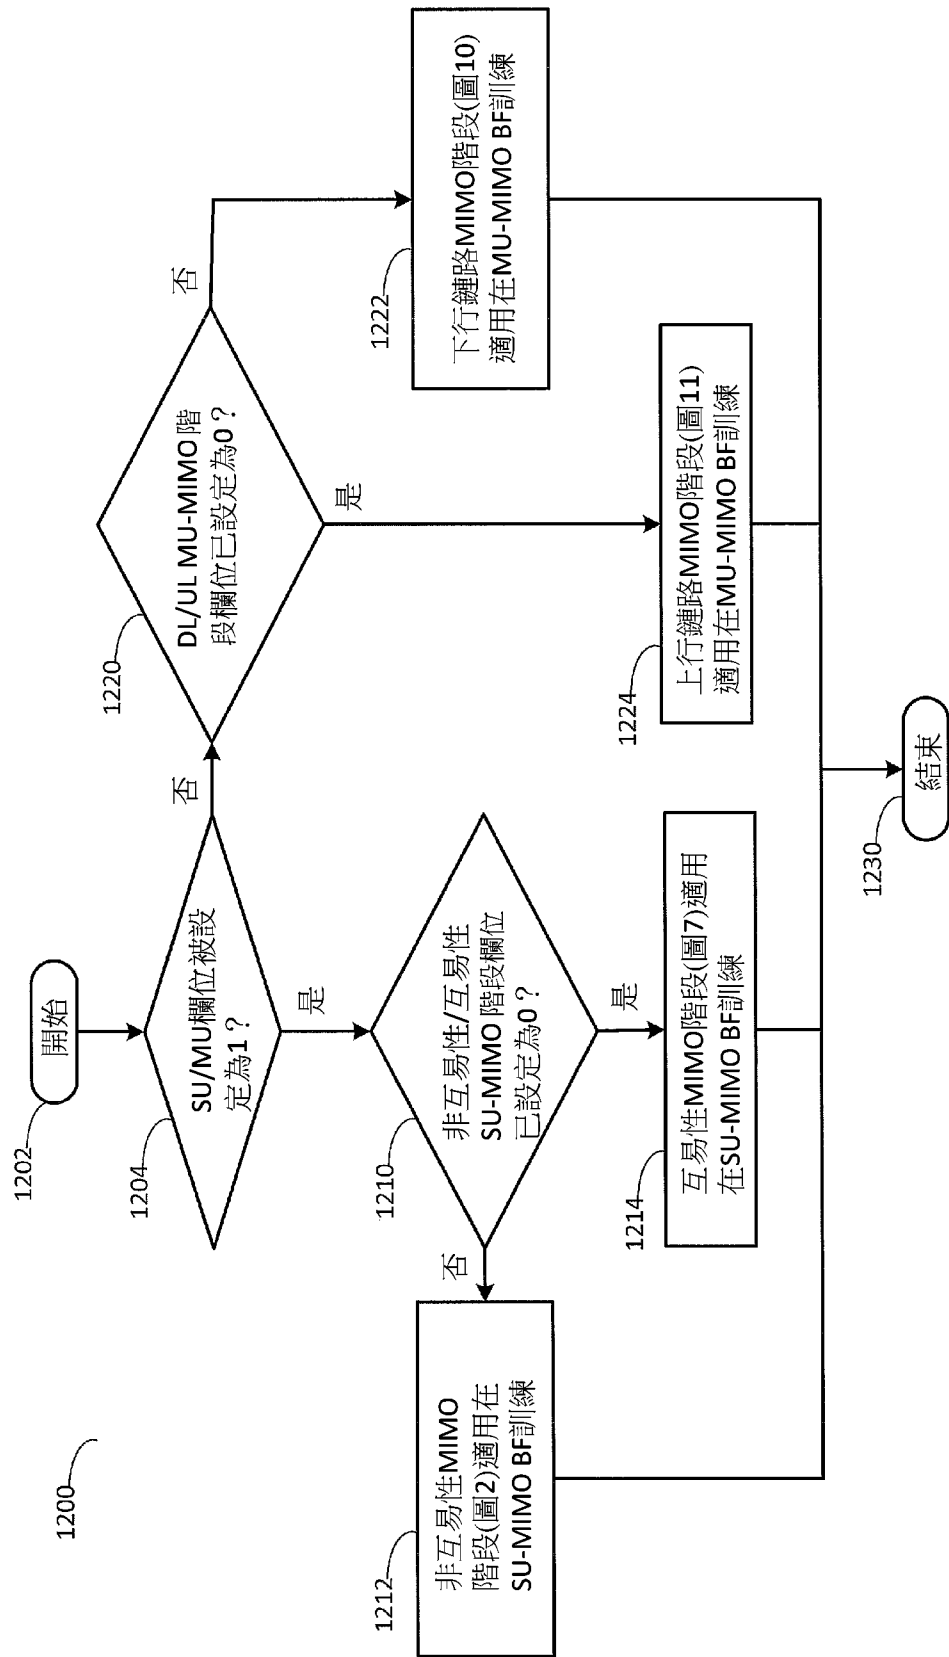 1200
1202
開始
1204
SU/MU欄位被設
定為1？
否
是
1220
DL/UL MU-MIMO 階
段欄位已設定為0？
否
是
1210
非互易性/互易性
SU-MIMO 階段欄位
已設定為0？
否
是
1212
非互易性MIMO
階段(圖2)適用在
SU-MIMO BF訓練
1214
互易性MIMO階段(圖7)適用
在SU-MIMO BF訓練
1222
下行鏈路MIMO階段(圖10)
適用在MU-MIMO BF訓練
1224
上行鏈路MIMO階段(圖11)
適用在MU-MIMO BF訓練
1230
結束